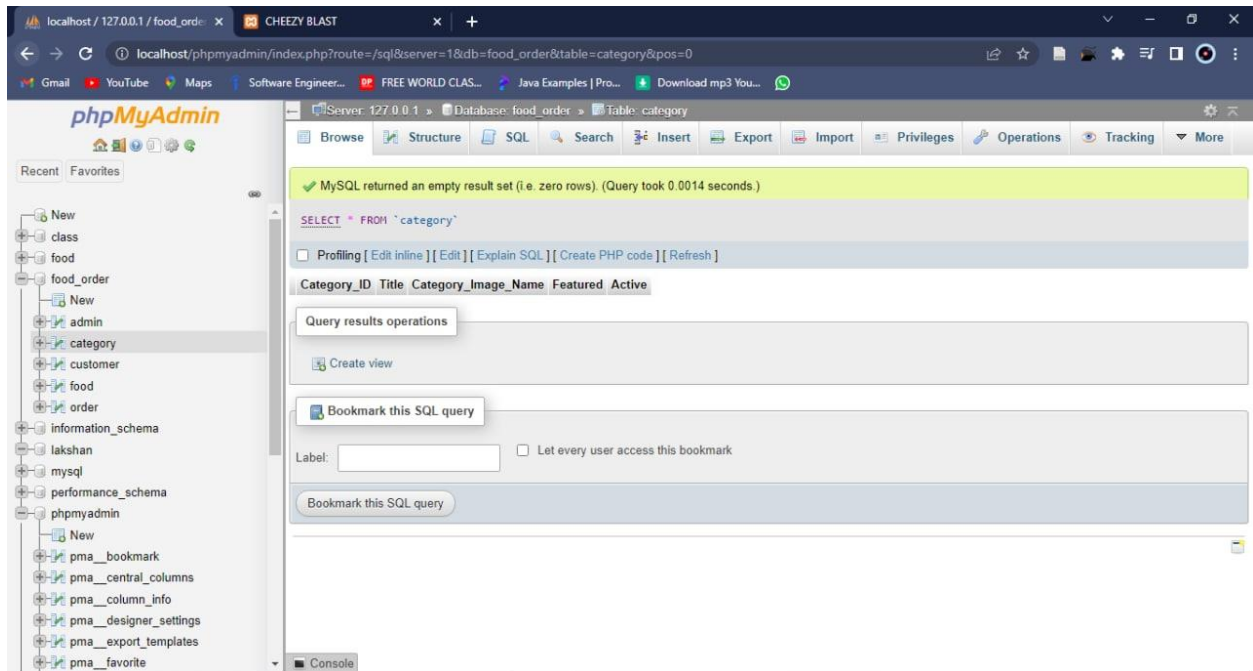 localhost / 127.0.0.1 / food_orde
CHEEZY BLAST
localhost/phpmyadmin/index.php?route=/sql&server=1&db=food_order&table=category&pos=0
Gmail YouTube Maps Software Engineer... FREE WORLD CLAS... Java Examples | Pro... Download mp3 You...
phpMyAdmin
Recent Favorites
New
class
food
food_order
New
admin
category
customer
food
order
information_schema
lakshan
mysql
performance_schema
phpmyadmin
New
pma__bookmark
pma__central_columns
pma__column_info
pma__designer_settings
pma__export_templates
pma__favorite
Server: 127.0.0.1 » Database: food_order » Table: category
Browse Structure SQL Search Insert Export Import Privileges Operations Tracking More
MySQL returned an empty result set (i.e. zero rows). (Query took 0.0014 seconds.)
SELECT * FROM `category`
Profiling [ Edit inline ] [ Edit ] [ Explain SQL ] [ Create PHP code ] [ Refresh ]
Category_ID Title Category_Image_Name Featured Active
Query results operations
Create view
Bookmark this SQL query
Label: Let every user access this bookmark
Bookmark this SQL query
Console